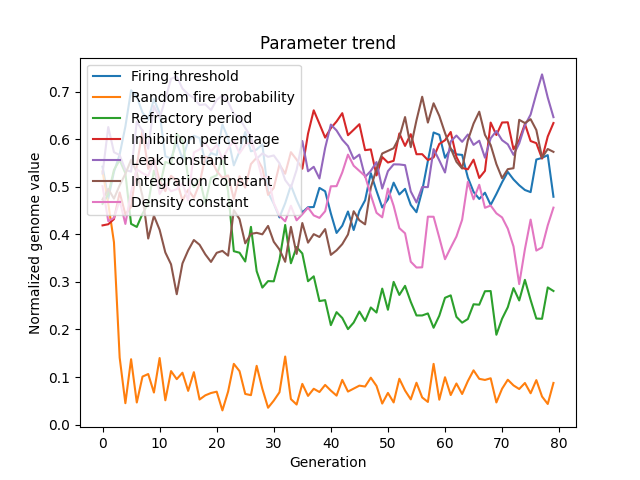 Parameter trend
Firing threshold
Random fire probability
Refractory period
Inhibition percentage
Leak constant
Integration constant
Density constant
Normalized genome value
0.7
0.6
0.5
0.4
0.3
0.2
0.1
0.0
0 10 20 30 40 50 60 70 80
Generation